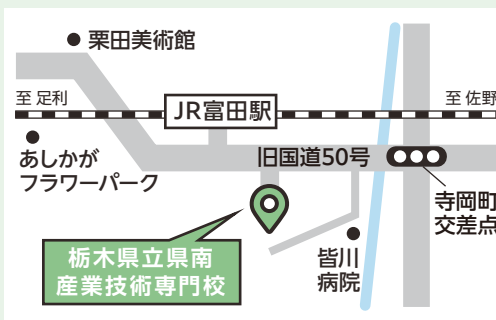 栗田美術館
至 足利
JR富田駅
至 佐野
あしかが
フラワーパーク
旧国道50号
寺岡町
交差点
皆川
病院
栃木県立県南
産業技術専門校